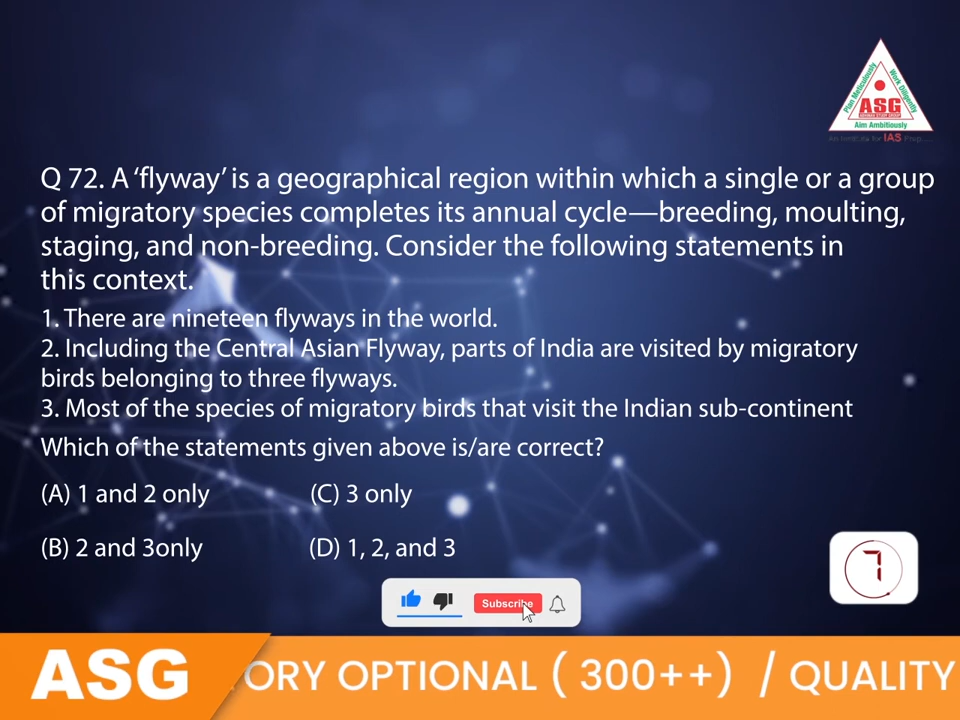 Plan Meticulously
Work Diligently
ASG
Aim Ambitiously
Q 72. A ‘flyway’ is a geographical region within which a single or a group
of migratory species completes its annual cycle—breeding, moulting,
staging, and non-breeding. Consider the following statements in
this context.
1. There are nineteen flyways in the world.
2. Including the Central Asian Flyway, parts of India are visited by migratory
birds belonging to three flyways.
3. Most of the species of migratory birds that visit the Indian sub-continent
Which of the statements given above is/are correct?
(A) 1 and 2 only (C) 3 only
(B) 2 and 3only (D) 1, 2, and 3
7
Subscribe
ASG ORY OPTIONAL ( 300++) / QUALITY